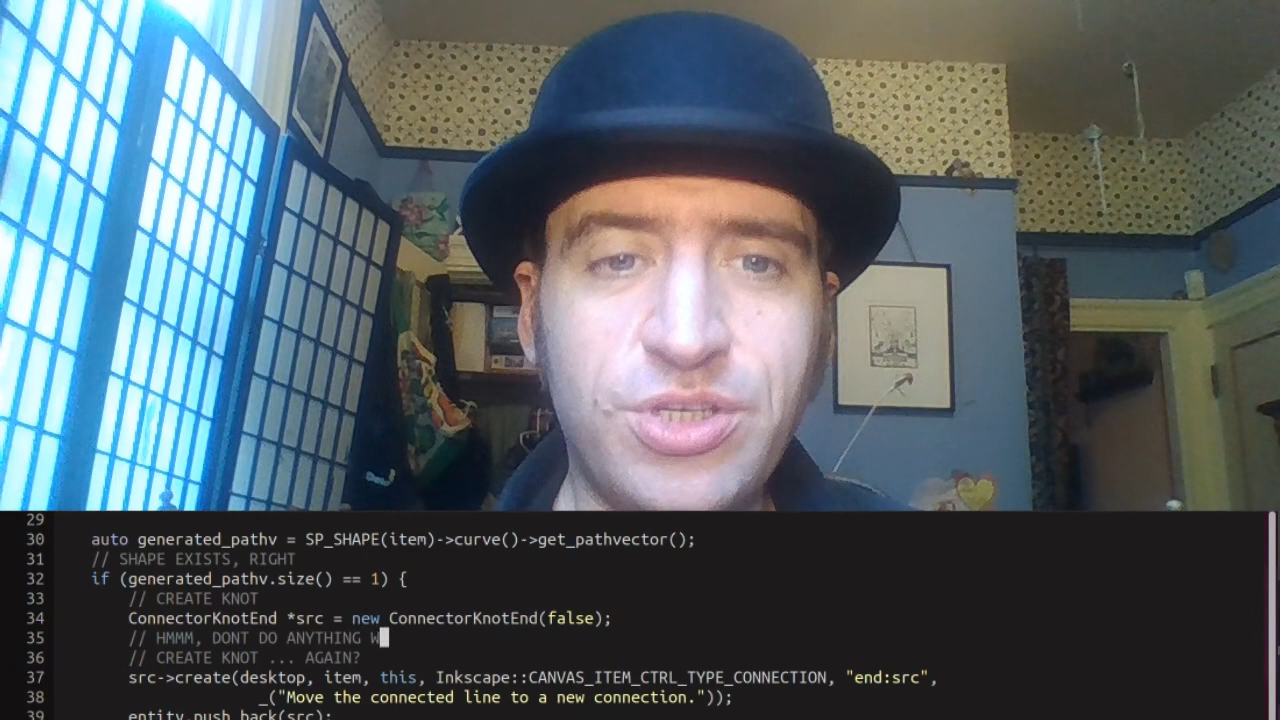 29
30 auto generated_pathv = SP_SHAPE(item)->curve()->get_pathvector();
31 // SHAPE EXISTS, RIGHT
32 if (generated_pathv.size() == 1) {
33 // CREATE KNOT
34 ConnectorKnotEnd *src = new ConnectorKnotEnd(false);
35 // HMMM, DONT DO ANYTHING W
36 // CREATE KNOT ... AGAIN?
37 src->create(desktop, item, this, Inkscape::CANVAS_ITEM_CTRL_TYPE_CONNECTION, "end:src",
38 _("Move the connected line to a new connection."));
39 entity.push_back(src);